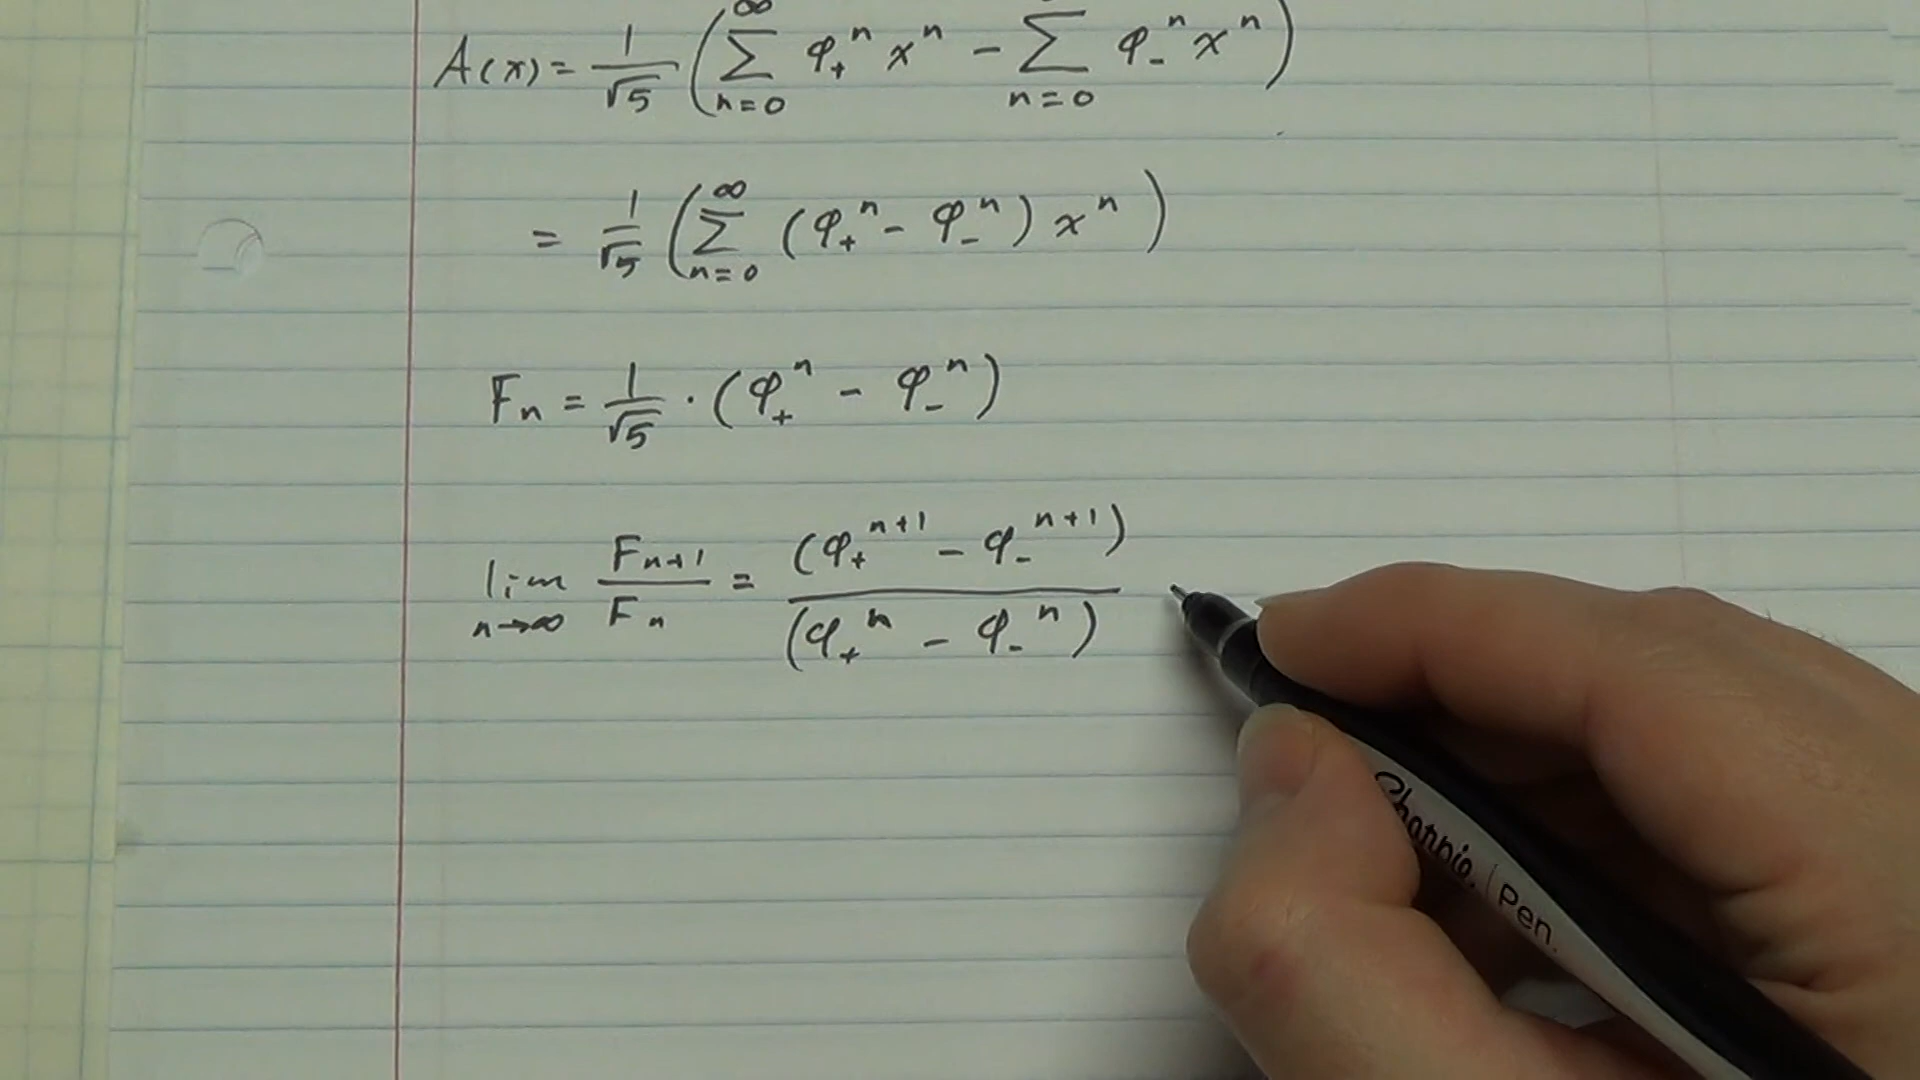 A(x) = 1/√5 (∑_{n=0}^∞ φ₊ⁿ xⁿ − ∑_{n=0} φ₋ⁿ xⁿ)
= 1/√5 (∑_{n=0}^∞ (φ₊ⁿ − φ₋ⁿ) xⁿ)
Fₙ = 1/√5 · (φ₊ⁿ − φ₋ⁿ)
lim_{n→∞} Fₙ₊₁/Fₙ = (φ₊ⁿ⁺¹ − φ₋ⁿ⁺¹)/(φ₊ⁿ − φ₋ⁿ)
Sharpie. Pen.